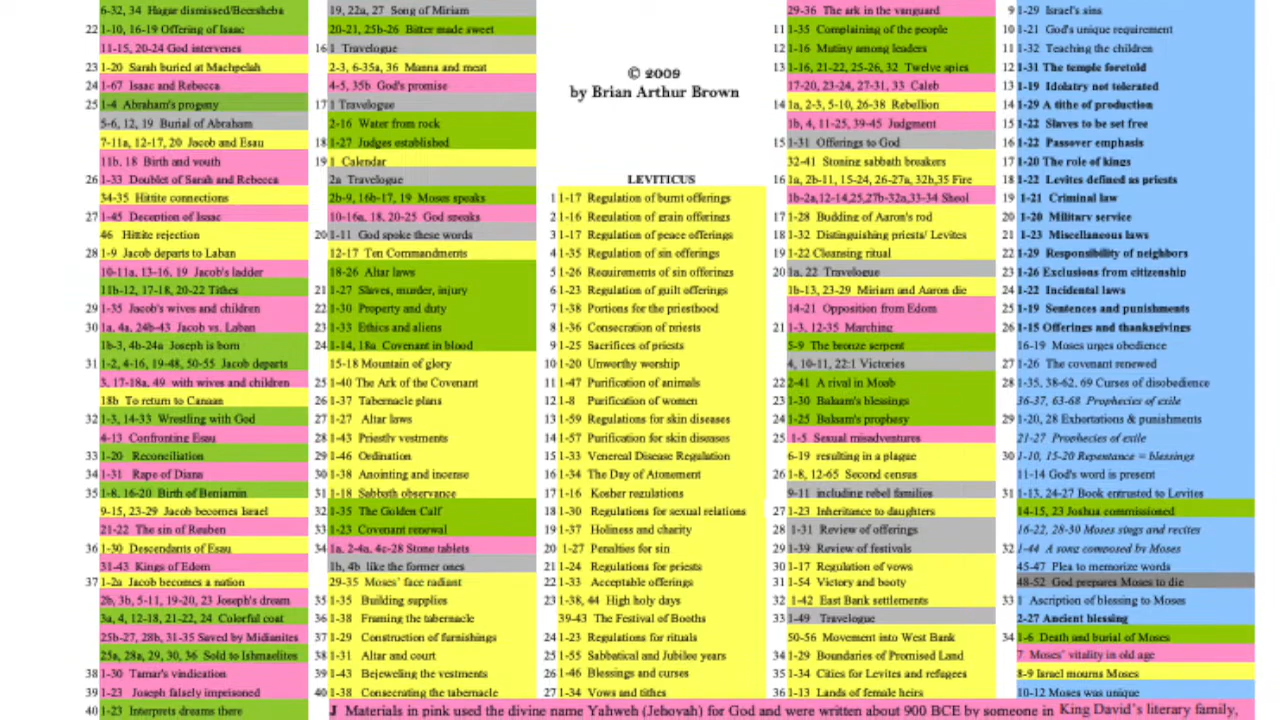 6-32, 34 Hagar dismissed/Beersheba
22 1-10, 16-19 Offering of Isaac
11-15, 20-24 God intervenes
23 1-20 Sarah buried at Machpelah
24 1-67 Isaac and Rebecca
25 1-4 Abraham's progeny
5-6, 12, 19 Burial of Abraham
7-11a, 12-17, 20 Jacob and Esau
11b, 18 Birth and youth
26 1-33 Doublet of Sarah and Rebecca
34-35 Hittite connections
27 1-45 Deception of Isaac
46 Hittite rejection
28 1-9 Jacob departs to Laban
10-11a, 13-16, 19 Jacob's ladder
11b-12, 17-18, 20-22 Tithes
29 1-35 Jacob's wives and children
30 1a, 4a, 24b-43 Jacob vs. Laban
1b-3, 4b-24a Joseph is born
31 1-2, 4-16, 19-48, 50-55 Jacob departs
3, 17-18a, 49 with wives and children
18b To return to Canaan
32 1-3, 14-33 Wrestling with God
4-13 Confronting Esau
33 1-20 Reconciliation
34 1-31 Rape of Diana
35 1-8, 16-20 Birth of Benjamin
9-15, 23-29 Jacob becomes Israel
21-22 The sin of Reuben
36 1-30 Descendants of Esau
31-43 Kings of Edom
37 1-2a Jacob becomes a nation
2b, 3b, 5-11, 19-20, 23 Joseph's dream
3a, 4, 12-18, 21-22, 24 Colorful coat
25b-27, 28b, 31-35 Saved by Midianites
25a, 28a, 29, 30, 36 Sold to Ishmaelites
38 1-30 Tamar's vindication
39 1-23 Joseph falsely imprisoned
40 1-23 Interprets dreams there
19, 22a, 27 Song of Miriam
20-21, 25b-26 Bitter made sweet
16 1 Travelogue
2-3, 6-35a, 36 Manna and meat
4-5, 35b God's promise
17 1 Travelogue
2-16 Water from rock
18 1-27 Judges established
19 1 Calendar
2a Travelogue
2b-9, 16b-17, 19 Moses speaks
10-16a, 18, 20-25 God speaks
20 1-11 God spoke these words
12-17 Ten Commandments
18-26 Altar laws
21 1-27 Slaves, murder, injury
22 1-30 Property and duty
23 1-33 Ethics and aliens
24 1-14, 18a Covenant in blood
15-18 Mountain of glory
25 1-40 The Ark of the Covenant
26 1-37 Tabernacle plans
27 1-27 Altar laws
28 1-43 Priestly vestments
29 1-46 Ordination
30 1-38 Anointing and incense
31 1-18 Sabbath observance
32 1-35 The Golden Calf
33 1-23 Covenant renewal
34 1a, 2-4a, 4c-28 Stone tablets
1b, 4b like the former ones
29-35 Moses' face radiant
35 1-35 Building supplies
36 1-38 Framing the tabernacle
37 1-29 Construction of furnishings
38 1-31 Altar and court
39 1-43 Bejeweling the vestments
40 1-38 Consecrating the tabernacle
© 2009
by Brian Arthur Brown
LEVITICUS
1 1-17 Regulation of burnt offerings
2 1-16 Regulation of grain offerings
3 1-17 Regulation of peace offerings
4 1-35 Regulation of sin offerings
5 1-26 Requirements of sin offerings
6 1-23 Regulation of guilt offerings
7 1-38 Portions for the priesthood
8 1-36 Consecration of priests
9 1-25 Sacrifices of priests
10 1-20 Unworthy worship
11 1-47 Purification of animals
12 1-8 Purification of women
13 1-59 Regulations for skin diseases
14 1-57 Purification for skin diseases
15 1-33 Venereal Disease Regulation
16 1-34 The Day of Atonement
17 1-16 Kosher regulations
18 1-30 Regulations for sexual relations
19 1-37 Holiness and charity
20 1-27 Penalties for sin
21 1-24 Regulations for priests
22 1-33 Acceptable offerings
23 1-38, 44 High holy days
39-43 The Festival of Booths
24 1-23 Regulations for rituals
25 1-55 Sabbatical and Jubilee years
26 1-46 Blessings and curses
27 1-34 Vows and tithes
29-36 The ark in the vanguard
11 1-35 Complaining of the people
12 1-16 Mutiny among leaders
13 1-16, 21-22, 25-26, 32 Twelve spies
17-20, 23-24, 27-31, 33 Caleb
14 1a, 2-3, 5-10, 26-38 Rebellion
1b, 4, 11-25, 39-45 Judgment
15 1-31 Offerings to God
32-41 Stoning sabbath breakers
16 1a, 2b-11, 15-24, 26-27a, 32b,35 Fire
1b-2a,12-14,25,27b-32a,33-34 Sheol
17 1-28 Budding of Aaron's rod
18 1-32 Distinguishing priests/ Levites
19 1-22 Cleansing ritual
20 1a, 22 Travelogue
1b-13, 23-29 Miriam and Aaron die
14-21 Opposition from Edom
21 1-3, 12-35 Marching
5-9 The bronze serpent
4, 10-11, 22:1 Victories
22 2-41 A rival in Moab
23 1-30 Balaam's blessings
24 1-25 Balsam's prophesy
25 1-5 Sexual misadventures
6-19 resulting in a plague
26 1-8, 12-65 Second census
9-11 including rebel families
27 1-23 Inheritance to daughters
28 1-31 Review of offerings
29 1-39 Review of festivals
30 1-17 Regulation of vows
31 1-54 Victory and booty
32 1-42 East Bank settlements
33 1-49 Travelogue
50-56 Movement into West Bank
34 1-29 Boundaries of Promised Land
35 1-34 Cities for Levites and refugees
36 1-13 Lands of female heirs
9 1-29 Israel's sins
10 1-21 God's unique requirement
11 1-32 Teaching the children
12 1-31 The temple foretold
13 1-19 Idolatry not tolerated
14 1-29 A tithe of production
15 1-22 Slaves to be set free
16 1-22 Passover emphasis
17 1-20 The role of kings
18 1-22 Levites defined as priests
19 1-21 Criminal law
20 1-20 Military service
21 1-23 Miscellaneous laws
22 1-29 Responsibility of neighbors
23 1-26 Exclusions from citizenship
24 1-22 Incidental laws
25 1-19 Sentences and punishments
26 1-15 Offerings and thanksgivings
16-19 Moses urges obedience
27 1-26 The covenant renewed
28 1-35, 38-62, 69 Curses of disobedience
36-37, 63-68 Prophecies of exile
29 1-20, 28 Exhortations & punishments
21-27 Prophecies of exile
30 1-10, 15-20 Repentance = blessings
11-14 God's word is present
31 1-13, 24-27 Book entrusted to Levites
14-15, 23 Joshua commissioned
16-22, 28-30 Moses sings and recites
32 1-44 A song composed by Moses
45-47 Plea to memorize words
48-52 God prepares Moses to die
33 1 Ascription of blessing to Moses
2-27 Ancient blessing
34 1-6 Death and burial of Moses
7 Moses' vitality in old age
8-9 Israel mourns Moses
10-12 Moses was unique
J Materials in pink used the divine name Yahweh (Jehovah) for God and were written about 900 BCE by someone in King David's literary family,